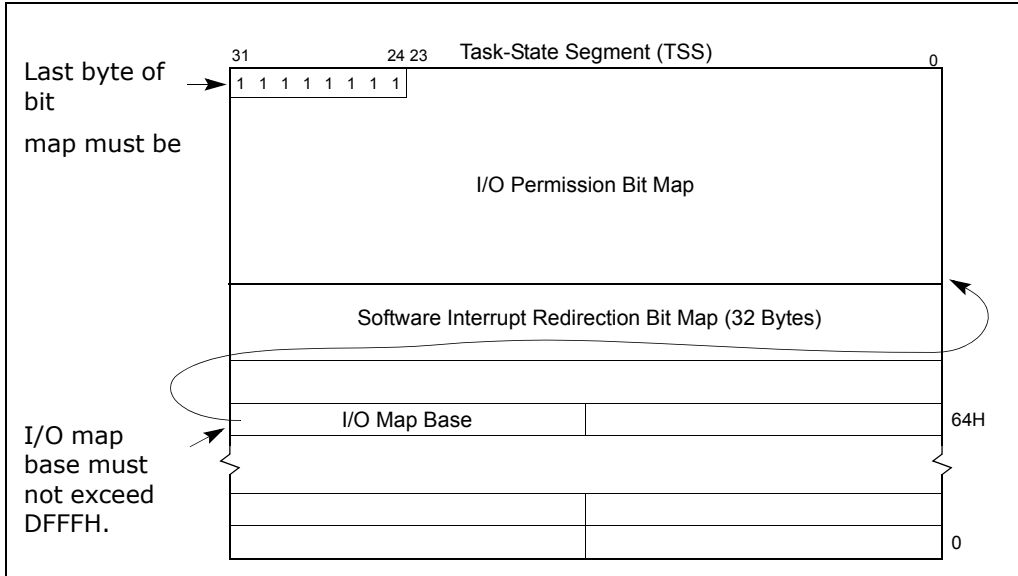 31 24 23 Task-State Segment (TSS) 0
Last byte of
bit
map must be
1 1 1 1 1 1 1 1
I/O Permission Bit Map
Software Interrupt Redirection Bit Map (32 Bytes)
I/O Map Base 64H
I/O map
base must
not exceed
DFFFH.
0